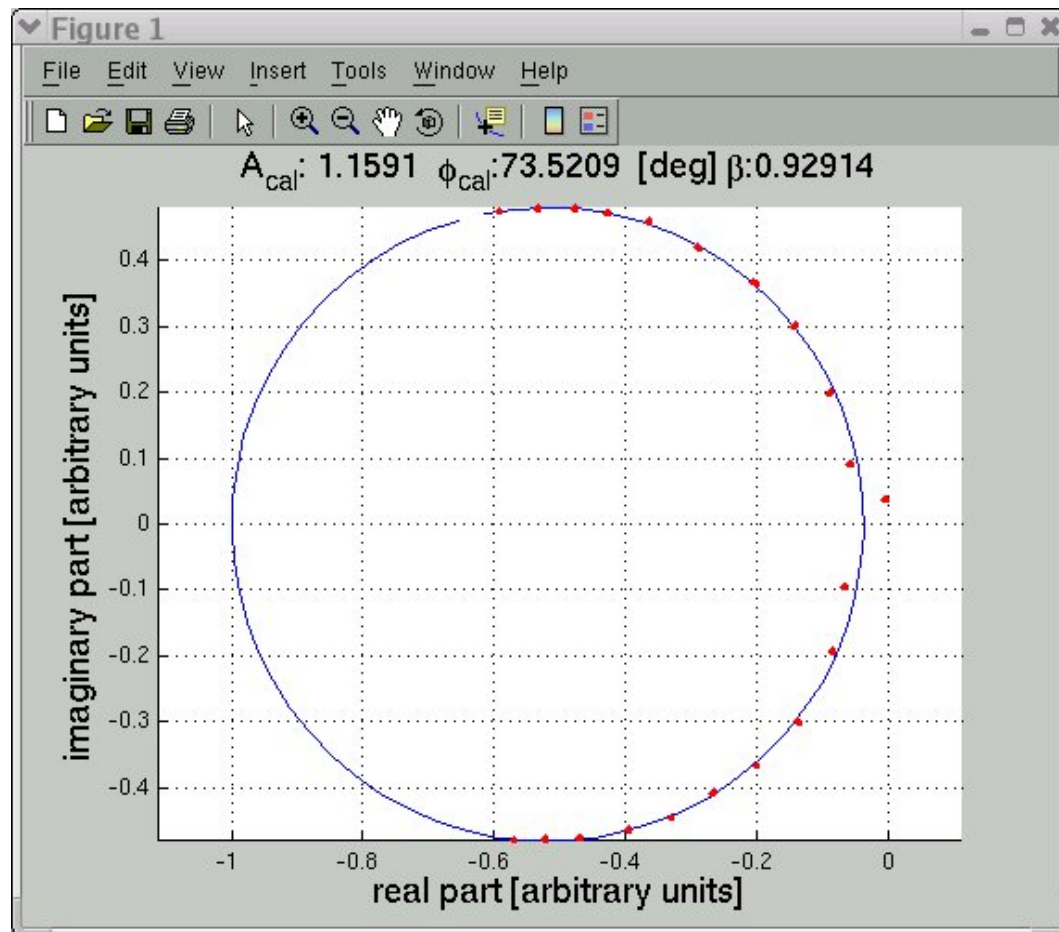 Figure 1
File Edit View Insert Tools Window Help
A_cal: 1.1591 ϕ_cal:73.5209 [deg] β:0.92914
0.4
0.3
0.2
0.1
0
-0.1
-0.2
-0.3
-0.4
imaginary part [arbitrary units]
-1 -0.8 -0.6 -0.4 -0.2 0
real part [arbitrary units]